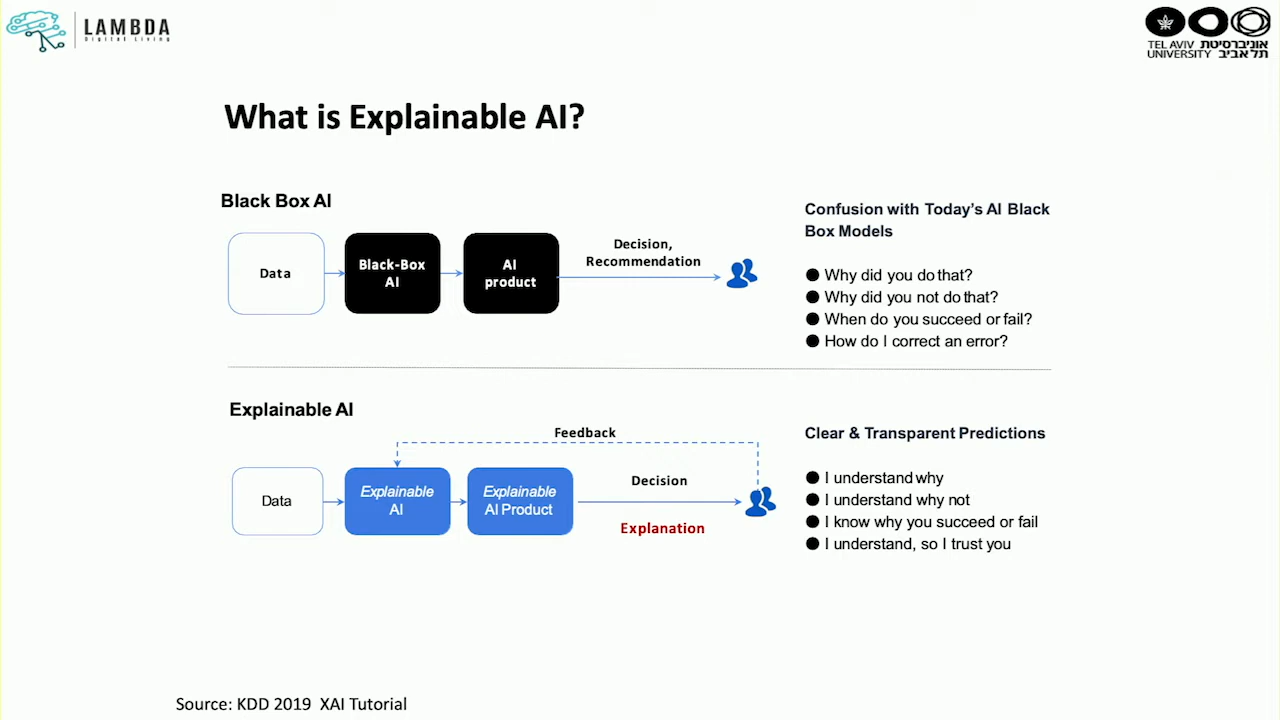 LAMBDA
Digital Living
TEL AVIV אוניברסיטת
UNIVERSITY תל אביב
What is Explainable AI?
Black Box AI
Data
Black-Box
AI
AI
product
Decision,
Recommendation
Confusion with Today's AI Black
Box Models
● Why did you do that?
● Why did you not do that?
● When do you succeed or fail?
● How do I correct an error?
Explainable AI
Feedback
Data
Explainable
AI
Explainable
AI Product
Decision
Explanation
Clear & Transparent Predictions
● I understand why
● I understand why not
● I know why you succeed or fail
● I understand, so I trust you
Source: KDD 2019 XAI Tutorial